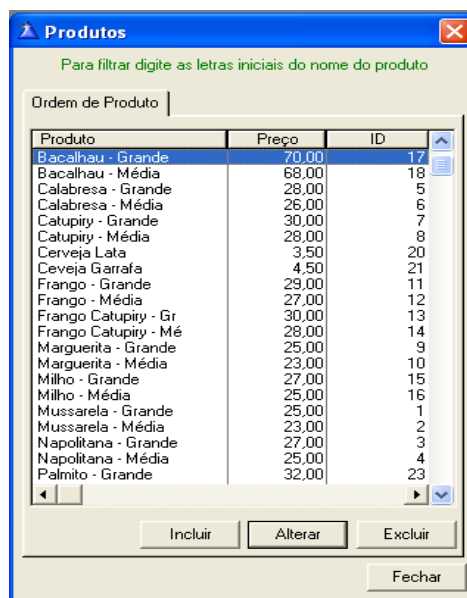 Produtos
Para filtrar digite as letras iniciais do nome do produto
Ordem de Produto
Produto Preço ID
Bacalhau - Grande 70,00 17
Bacalhau - Média 68,00 18
Calabresa - Grande 28,00 5
Calabresa - Média 26,00 6
Catupiry - Grande 30,00 7
Catupiry - Média 28,00 8
Cerveja Lata 3,50 20
Ceveja Garrafa 4,50 21
Frango - Grande 29,00 11
Frango - Média 27,00 12
Frango Catupiry - Gr 30,00 13
Frango Catupiry - Mé 28,00 14
Marguerita - Grande 25,00 9
Marguerita - Média 23,00 10
Milho - Grande 27,00 15
Milho - Média 25,00 16
Mussarela - Grande 25,00 1
Mussarela - Média 23,00 2
Napolitana - Grande 27,00 3
Napolitana - Média 25,00 4
Palmito - Grande 32,00 23
Incluir Alterar Excluir
Fechar